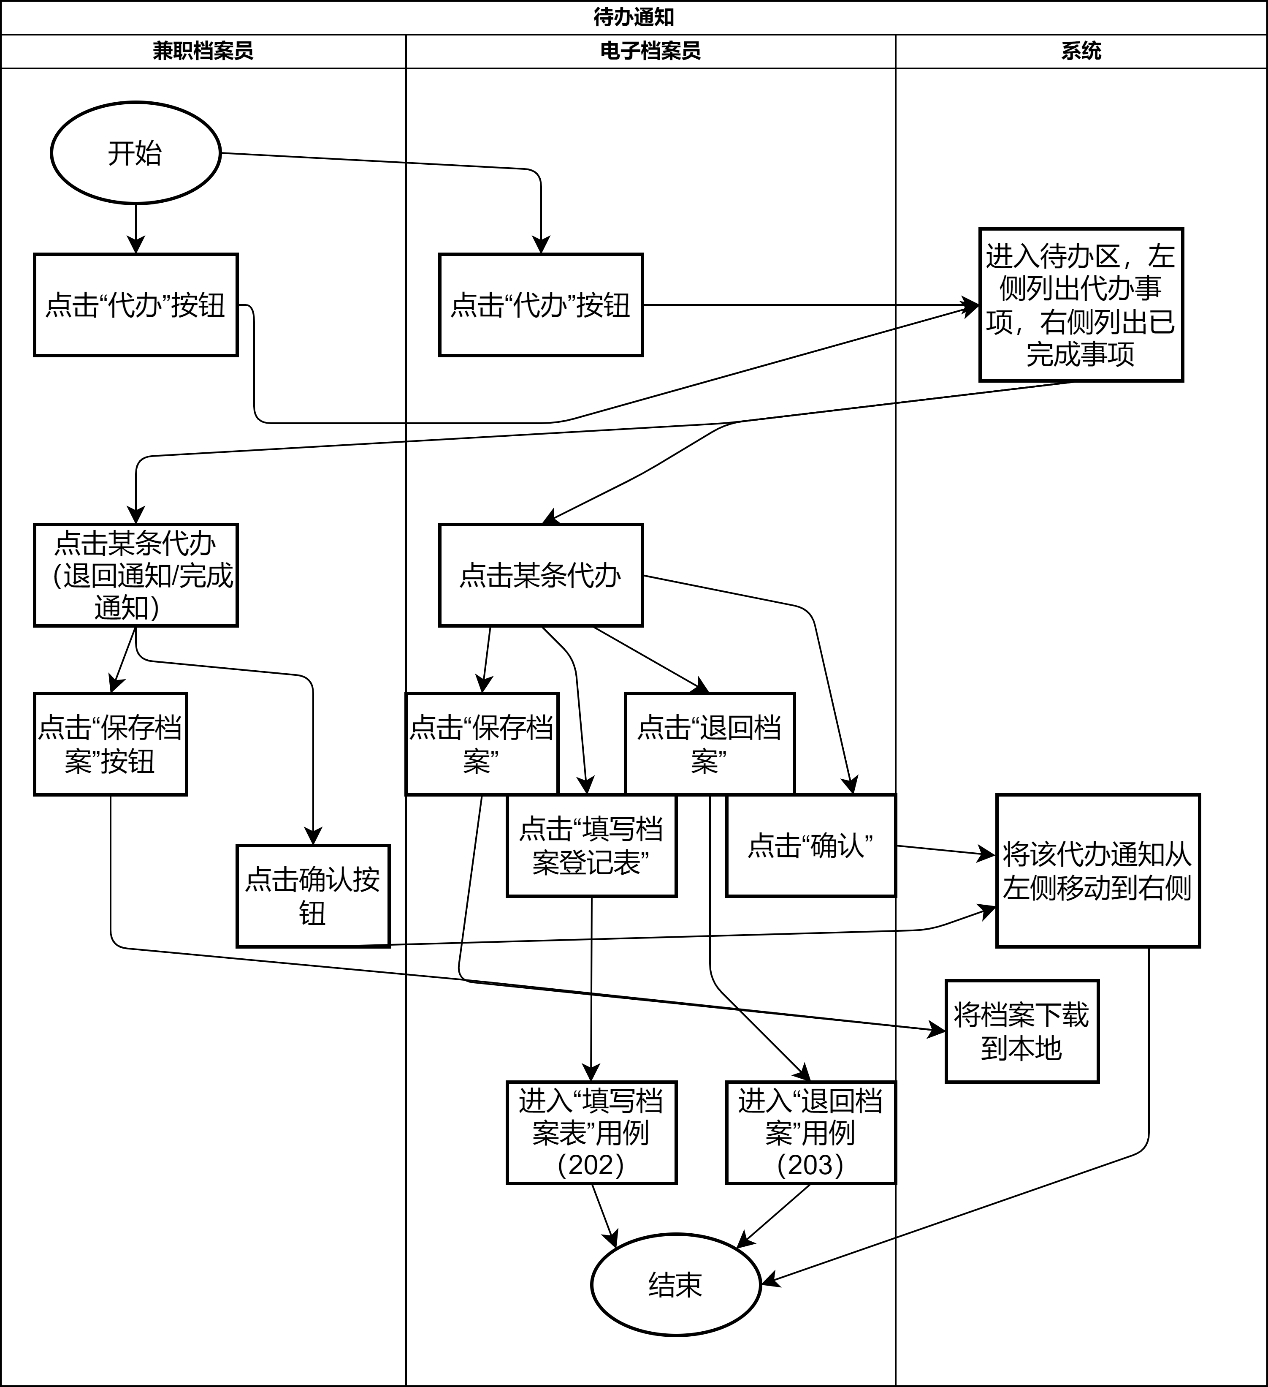 待办通知
兼职档案员
电子档案员
系统
开始
点击“代办”按钮
点击“代办”按钮
进入待办区，左
侧列出代办事
项，右侧列出已
完成事项
点击某条代办
（退回通知/完成
通知）
点击某条代办
点击“保存档
案”按钮
点击“保存档
案”
点击“退回档
案”
点击“填写档
案登记表”
点击“确认”
点击确认按
钮
将该代办通知从
左侧移动到右侧
将档案下载
到本地
进入“填写档
案表”用例
（202）
进入“退回档
案”用例
（203）
结束